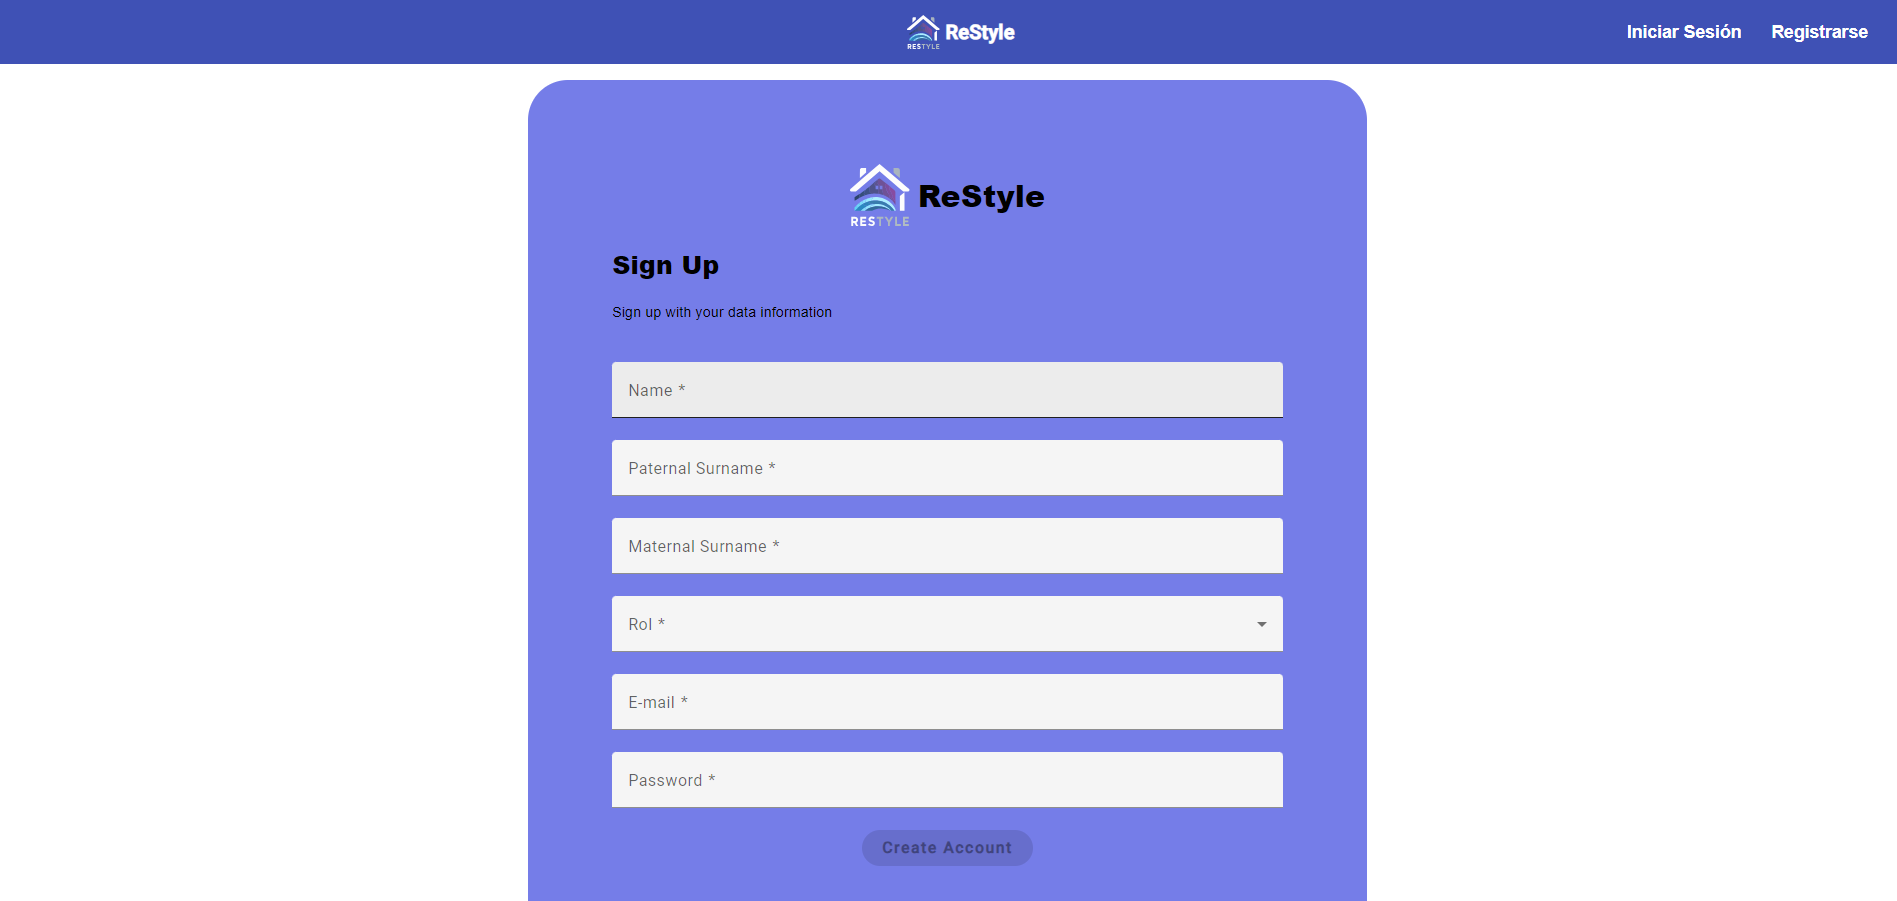 RESTYLE
ReStyle
Iniciar Sesión
Registrarse
RESTYLE
ReStyle
Sign Up
Sign up with your data information
Name *
Paternal Surname *
Maternal Surname *
Rol *
E-mail *
Password *
Create Account